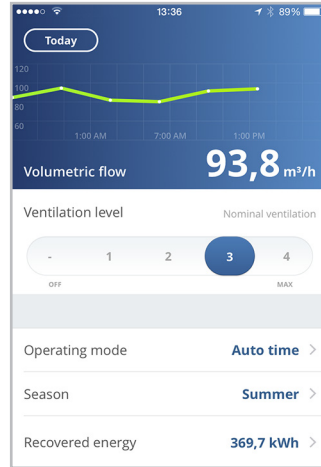 13:36
89%
Today
120
100
80
60
1:00 AM 7:00 AM 1:00 PM
Volumetric flow 93,8 m³/h
Ventilation level Nominal ventilation
- 1 2 3 4
OFF MAX
Operating mode Auto time
Season Summer
Recovered energy 369,7 kWh